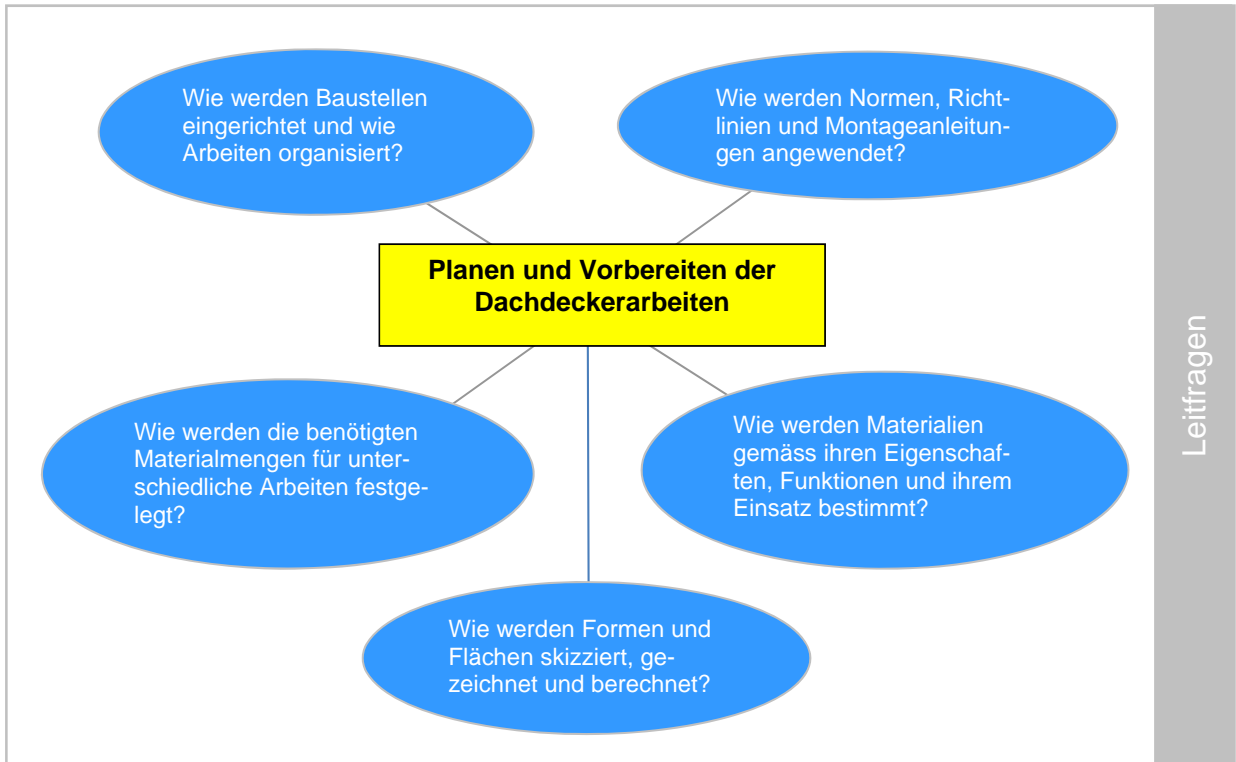 Wie werden Baustellen
eingerichtet und wie
Arbeiten organisiert?
Wie werden Normen, Richt-
linien und Montageanleitun-
gen angewendet?
Planen und Vorbereiten der
Dachdeckerarbeiten
Wie werden die benötigten
Materialmengen für unter-
schiedliche Arbeiten festge-
legt?
Wie werden Materialien
gemäss ihren Eigenschaf-
ten, Funktionen und ihrem
Einsatz bestimmt?
Wie werden Formen und
Flächen skizziert, ge-
zeichnet und berechnet?
Leitfragen